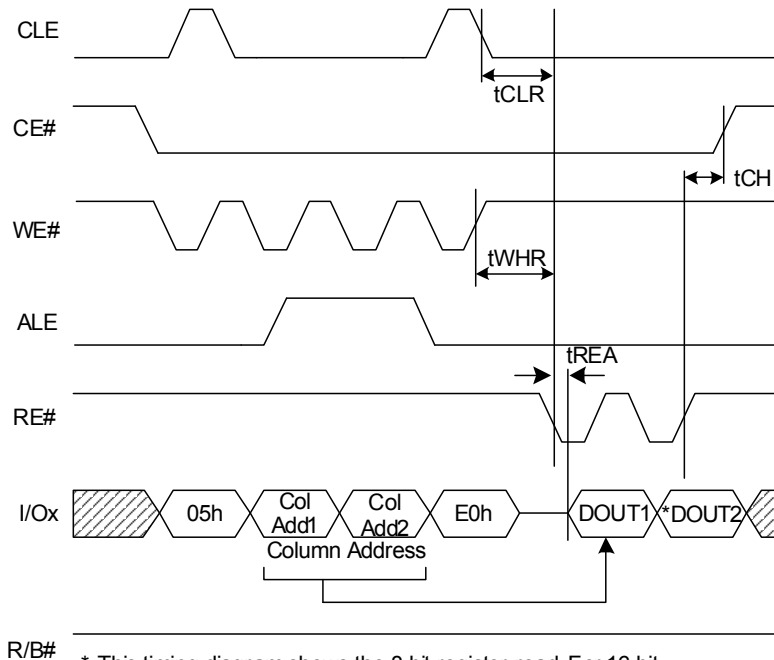 CLE
tCLR
CE#
tCH
WE#
tWHR
ALE
tREA
RE#
I/Ox
05h
Col
Add1
Col
Add2
E0h
DOUT1
*DOUT2
Column Address
R/B#